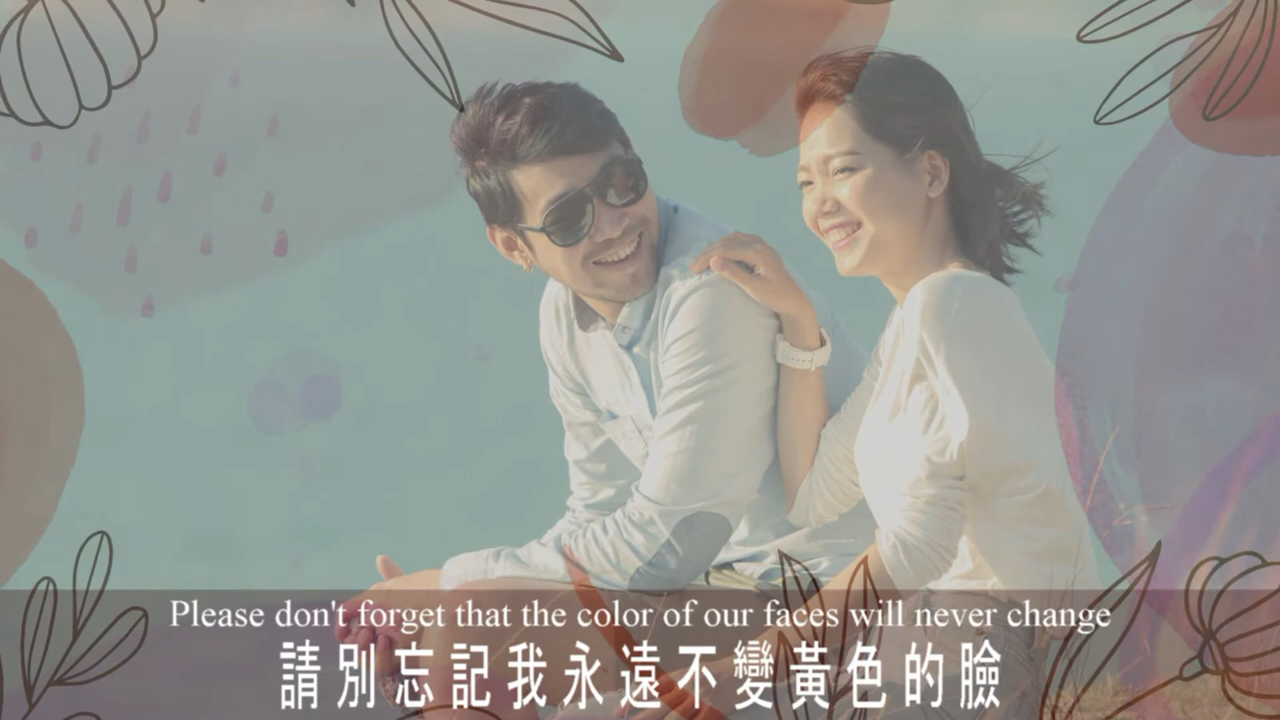 Please don't forget that the color of our faces will never change
請別忘記我永遠不變黃色的臉